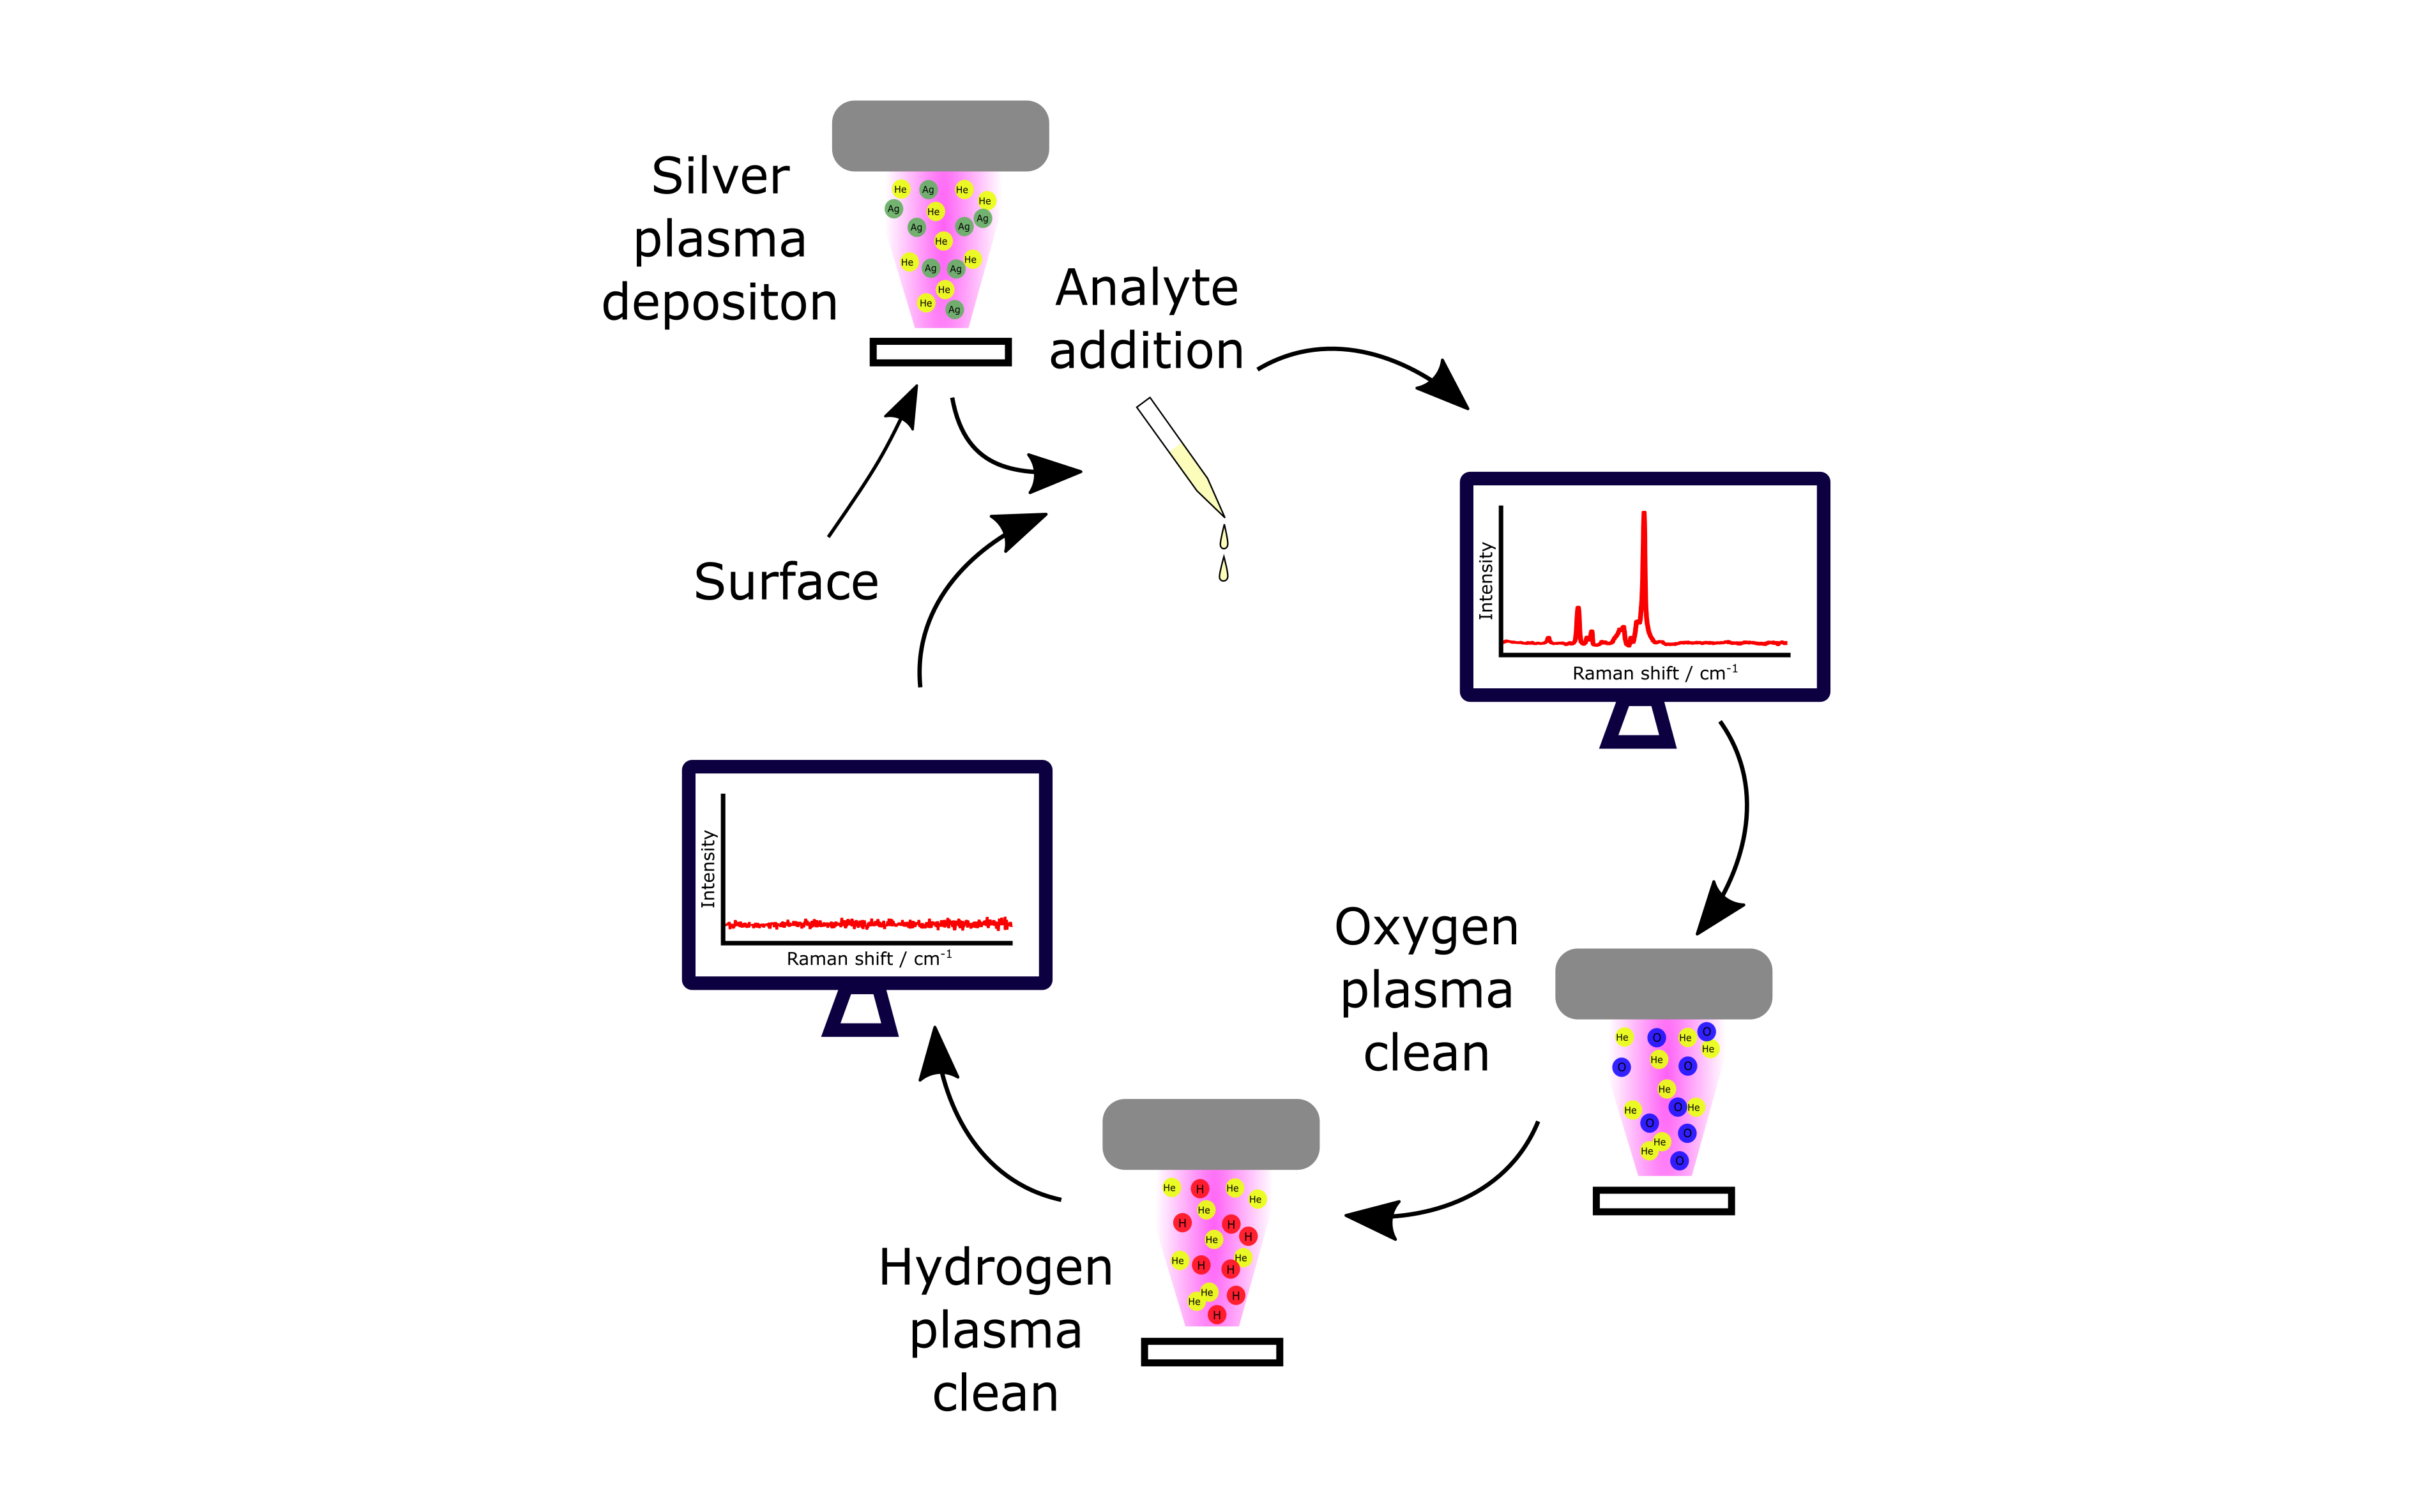 Silver
plasma
depositon
He Ag He
Ag He He
Ag Ag Ag
He
He Ag Ag He
He
He Ag
Analyte
addition
Surface
Intensity
Raman shift / cm-1
Intensity
Raman shift / cm-1
Oxygen
plasma
clean
He O He O
He He
O O
He
He O He
O O
He He
O
Hydrogen
plasma
clean
He H He
He He
H H
He H
He H H He
He He H
H